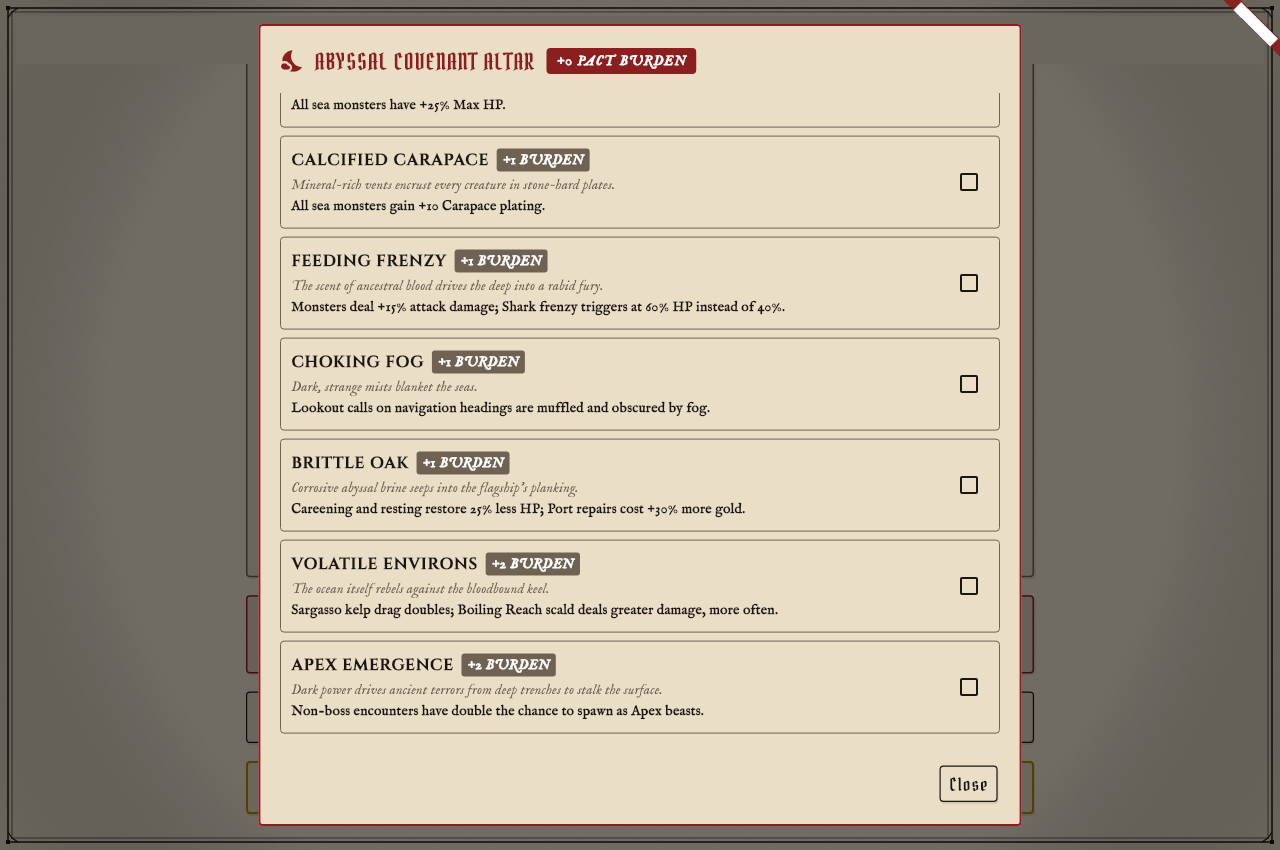 ABYSSAL COVENANT ALTAR +0 PACT BURDEN
All sea monsters have +25% Max HP.
CALCIFIED CARAPACE +1 BURDEN
Mineral-rich vents encrust every creature in stone-hard plates.
All sea monsters gain +10 Carapace plating.
FEEDING FRENZY +1 BURDEN
The scent of ancestral blood drives the deep into a rabid fury.
Monsters deal +15% attack damage; Shark frenzy triggers at 60% HP instead of 40%.
CHOKING FOG +1 BURDEN
Dark, strange mists blanket the seas.
Lookout calls on navigation headings are muffled and obscured by fog.
BRITTLE OAK +1 BURDEN
Corrosive abyssal brine seeps into the flagship's planking.
Careening and resting restore 25% less HP; Port repairs cost +30% more gold.
VOLATILE ENVIRONS +2 BURDEN
The ocean itself rebels against the bloodbound keel.
Sargasso kelp drag doubles; Boiling Reach scald deals greater damage, more often.
APEX EMERGENCE +2 BURDEN
Dark power drives ancient terrors from deep trenches to stalk the surface.
Non-boss encounters have double the chance to spawn as Apex beasts.
Close